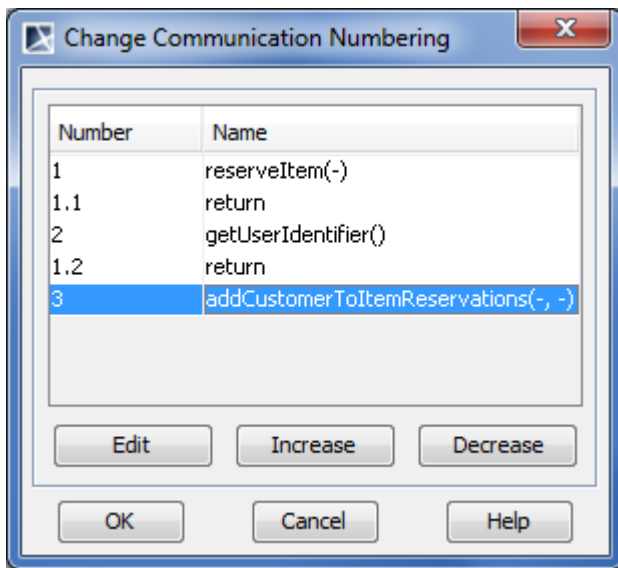 Change Communication Numbering
Number Name
1 reserveItem(-)
1.1 return
2 getUserIdentifier()
1.2 return
3 addCustomerToItemReservations(-, -)
Edit Increase Decrease
OK Cancel Help